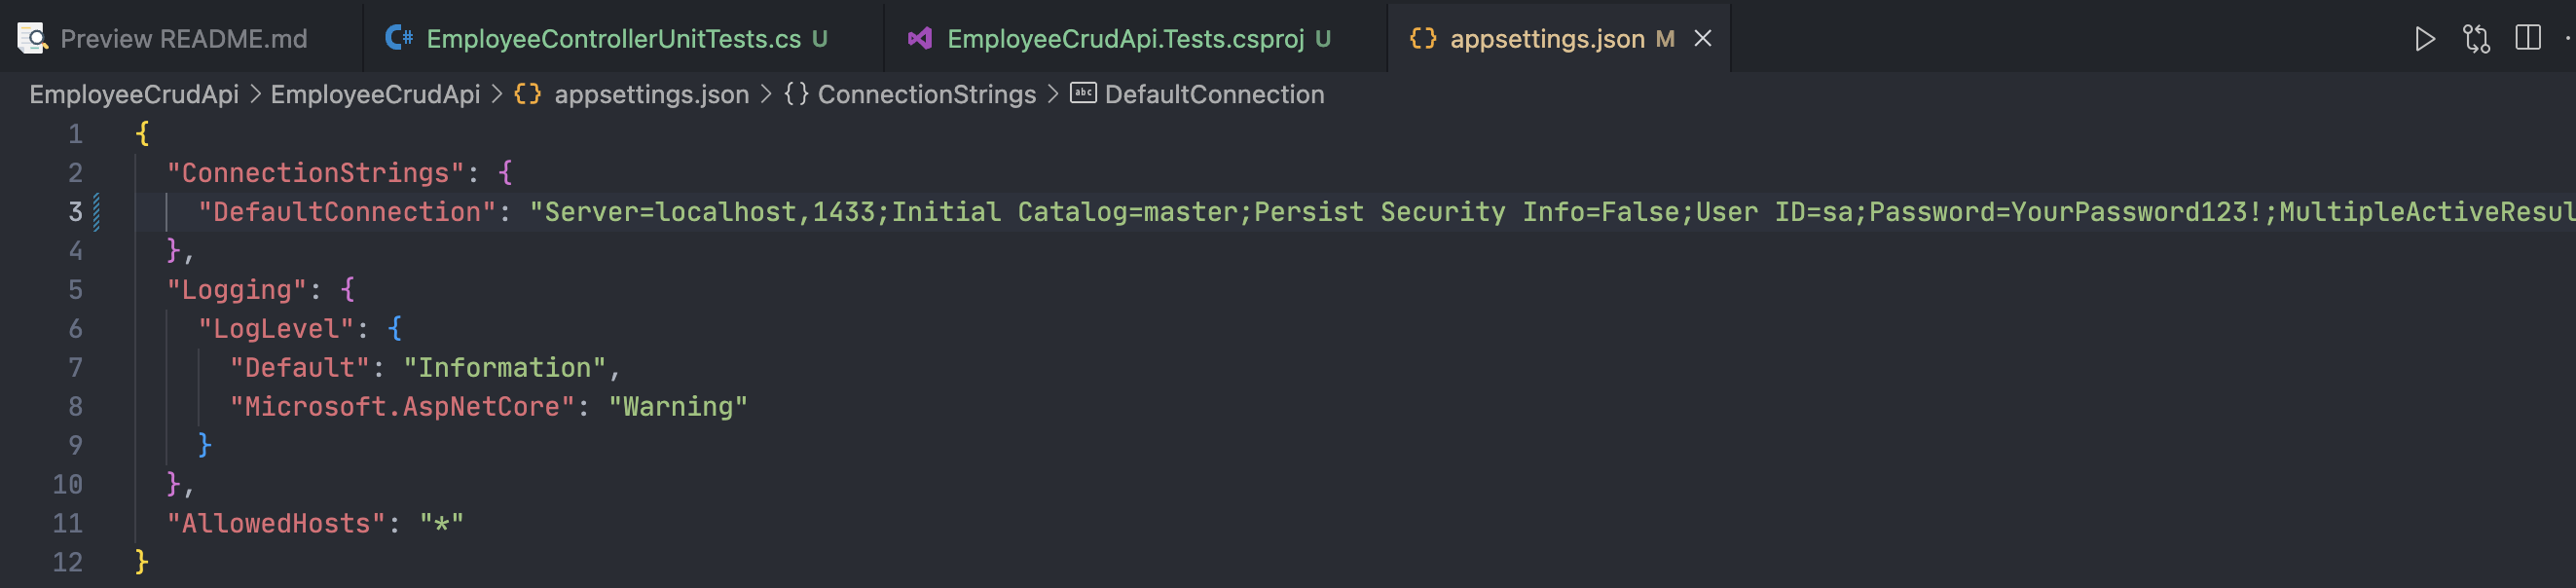 Preview README.md EmployeeControllerUnitTests.cs U EmployeeCrudApi.Tests.csproj U {} appsettings.json M
EmployeeCrudApi > EmployeeCrudApi > {} appsettings.json > {} ConnectionStrings > abc DefaultConnection
1 {
2 "ConnectionStrings": {
3 "DefaultConnection": "Server=localhost,1433;Initial Catalog=master;Persist Security Info=False;User ID=sa;Password=YourPassword123!;MultipleActiveResul
4 },
5 "Logging": {
6 "LogLevel": {
7 "Default": "Information",
8 "Microsoft.AspNetCore": "Warning"
9 }
10 },
11 "AllowedHosts": "*"
12 }